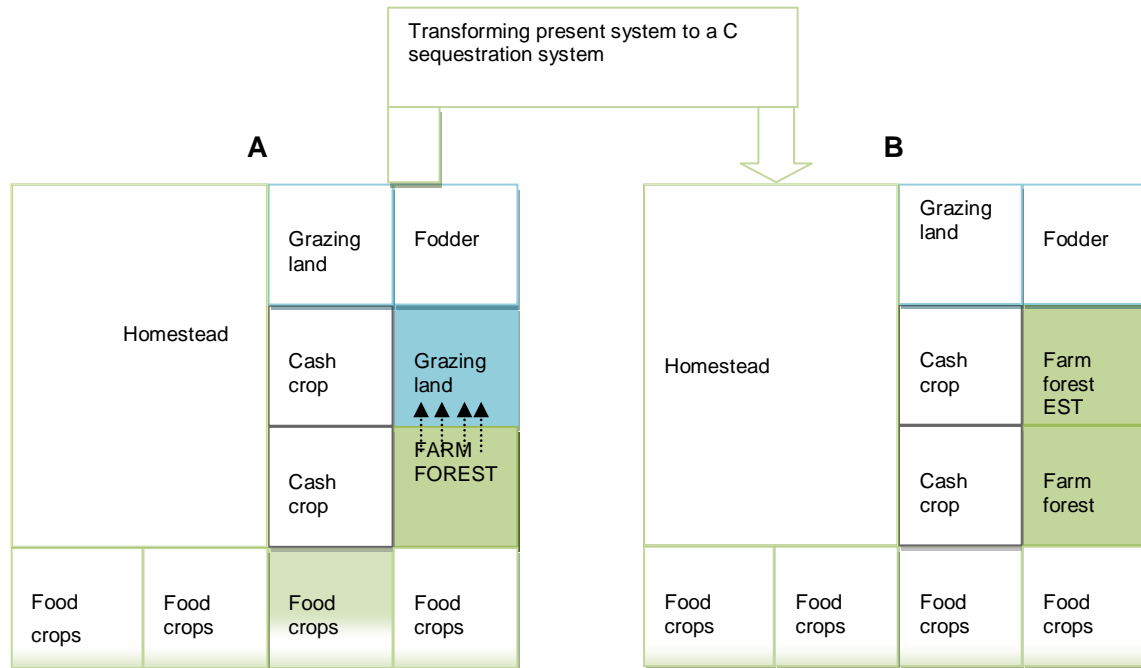 Transforming present system to a C
sequestration system
A
B
Grazing
land
Fodder
Homestead
Cash
crop
Grazing
land
Cash
crop
FARM
FOREST
Food
crops
Food
crops
Food
crops
Food
crops
Grazing
land
Fodder
Homestead
Cash
crop
Farm
forest
EST
Cash
crop
Farm
forest
Food
crops
Food
crops
Food
crops
Food
crops